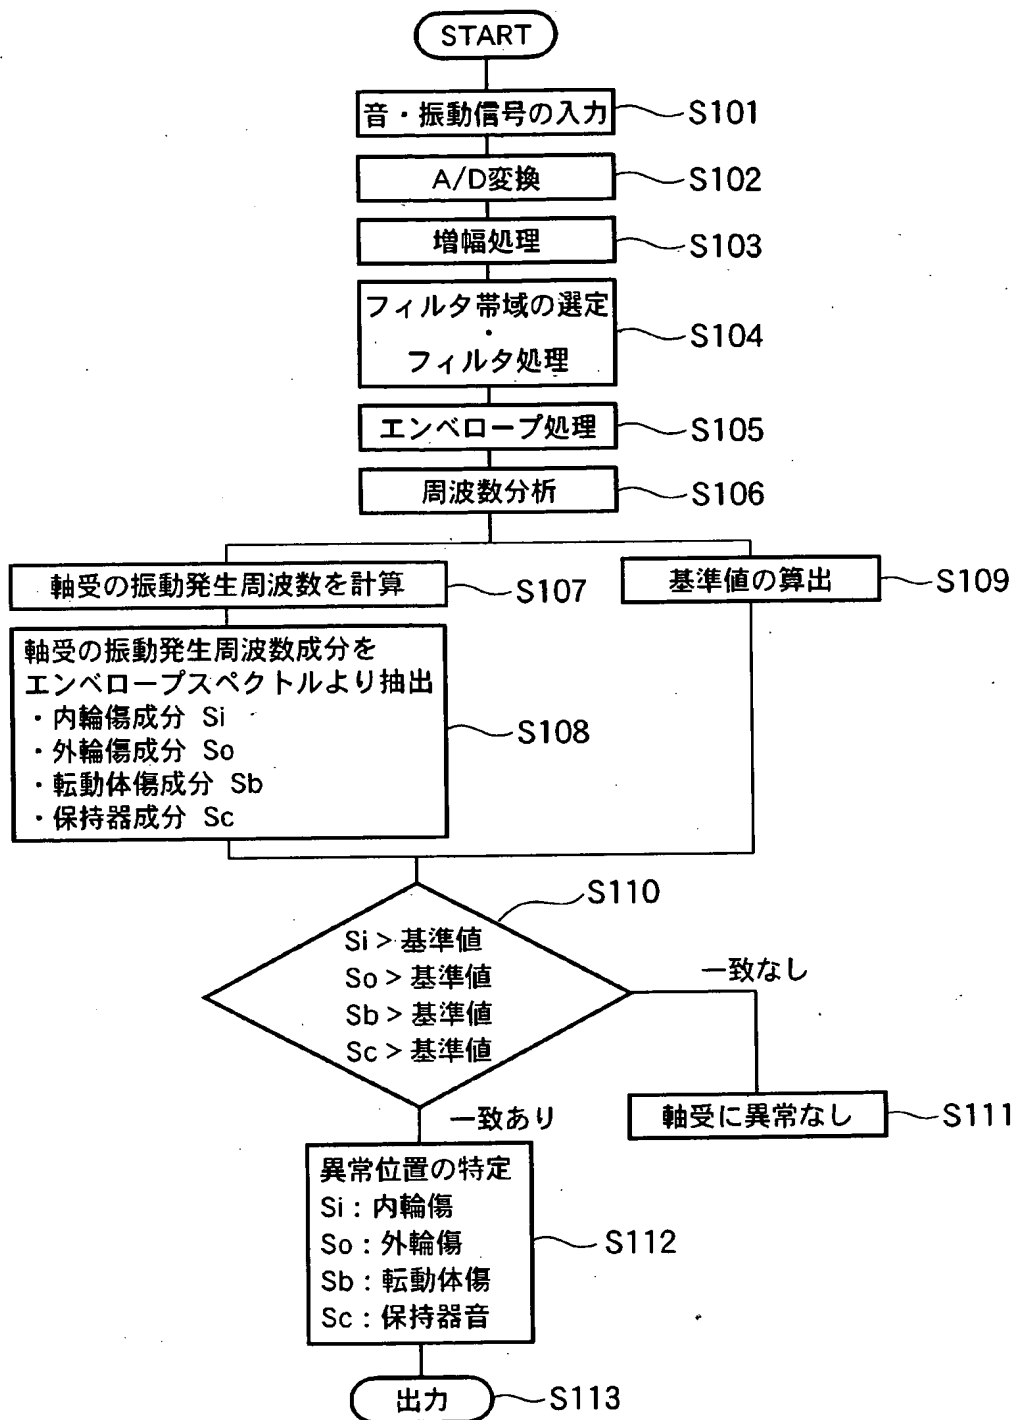 START
音・振動信号の入力
S101
A/D変換
S102
増幅処理
S103
フィルタ帯域の選定
・
フィルタ処理
S104
エンベロープ処理
S105
周波数分析
S106
軸受の振動発生周波数を計算
S107
基準値の算出
S109
軸受の振動発生周波数成分を
エンベロープスペクトルより抽出
・内輪傷成分 Si
・外輪傷成分 So
・転動体傷成分 Sb
・保持器成分 Sc
S108
S110
Si > 基準値
So > 基準値
Sb > 基準値
Sc > 基準値
一致なし
軸受に異常なし
S111
一致あり
異常位置の特定
Si : 内輪傷
So : 外輪傷
Sb : 転動体傷
Sc : 保持器音
S112
出力
S113